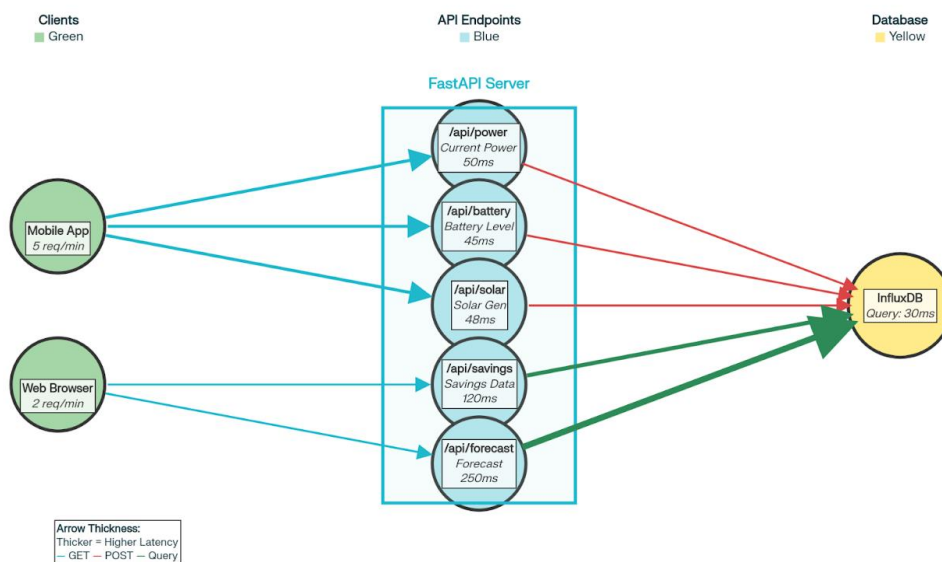 Clients
Green
API Endpoints
Blue
Database
Yellow
FastAPI Server
/api/power
Current Power
50ms
/api/battery
Battery Level
45ms
/api/solar
Solar Gen
48ms
/api/savings
Savings Data
120ms
/api/forecast
Forecast
250ms
Mobile App
5 req/min
Web Browser
2 req/min
InfluxDB
Query: 30ms
Arrow Thickness:
Thicker = Higher Latency
— GET — POST — Query